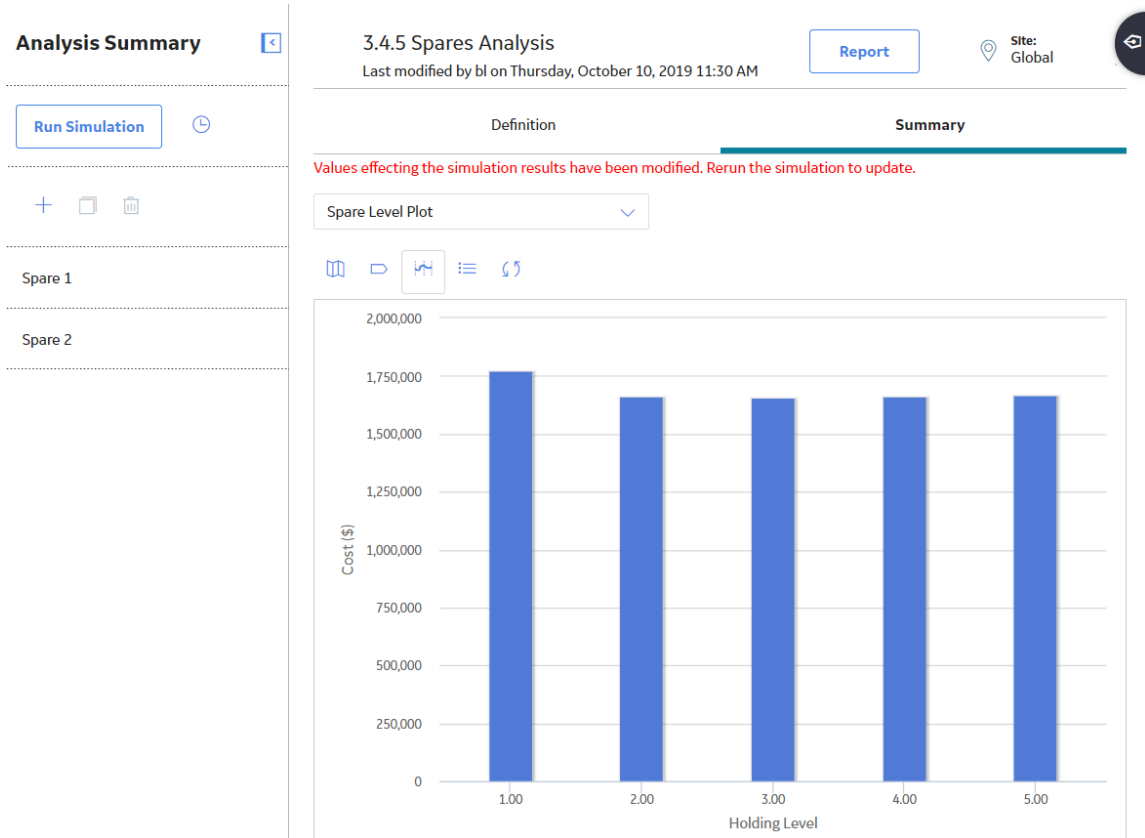 Analysis Summary
Run Simulation
Spare 1
Spare 2
3.4.5 Spares Analysis
Last modified by bl on Thursday, October 10, 2019 11:30 AM
Report
Site:
Global
Definition
Summary
Values effecting the simulation results have been modified. Rerun the simulation to update.
Spare Level Plot
2,000,000
1,750,000
1,500,000
1,250,000
1,000,000
750,000
500,000
250,000
0
Cost ($)
1.00 2.00 3.00 4.00 5.00
Holding Level